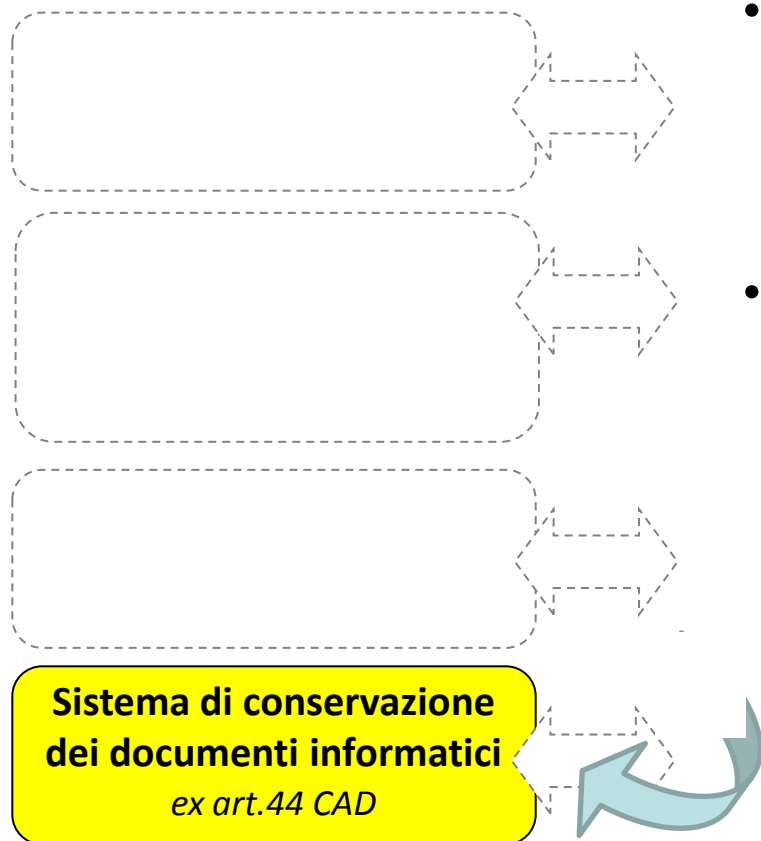 Sistema di conservazione
dei documenti informatici
ex art.44 CAD